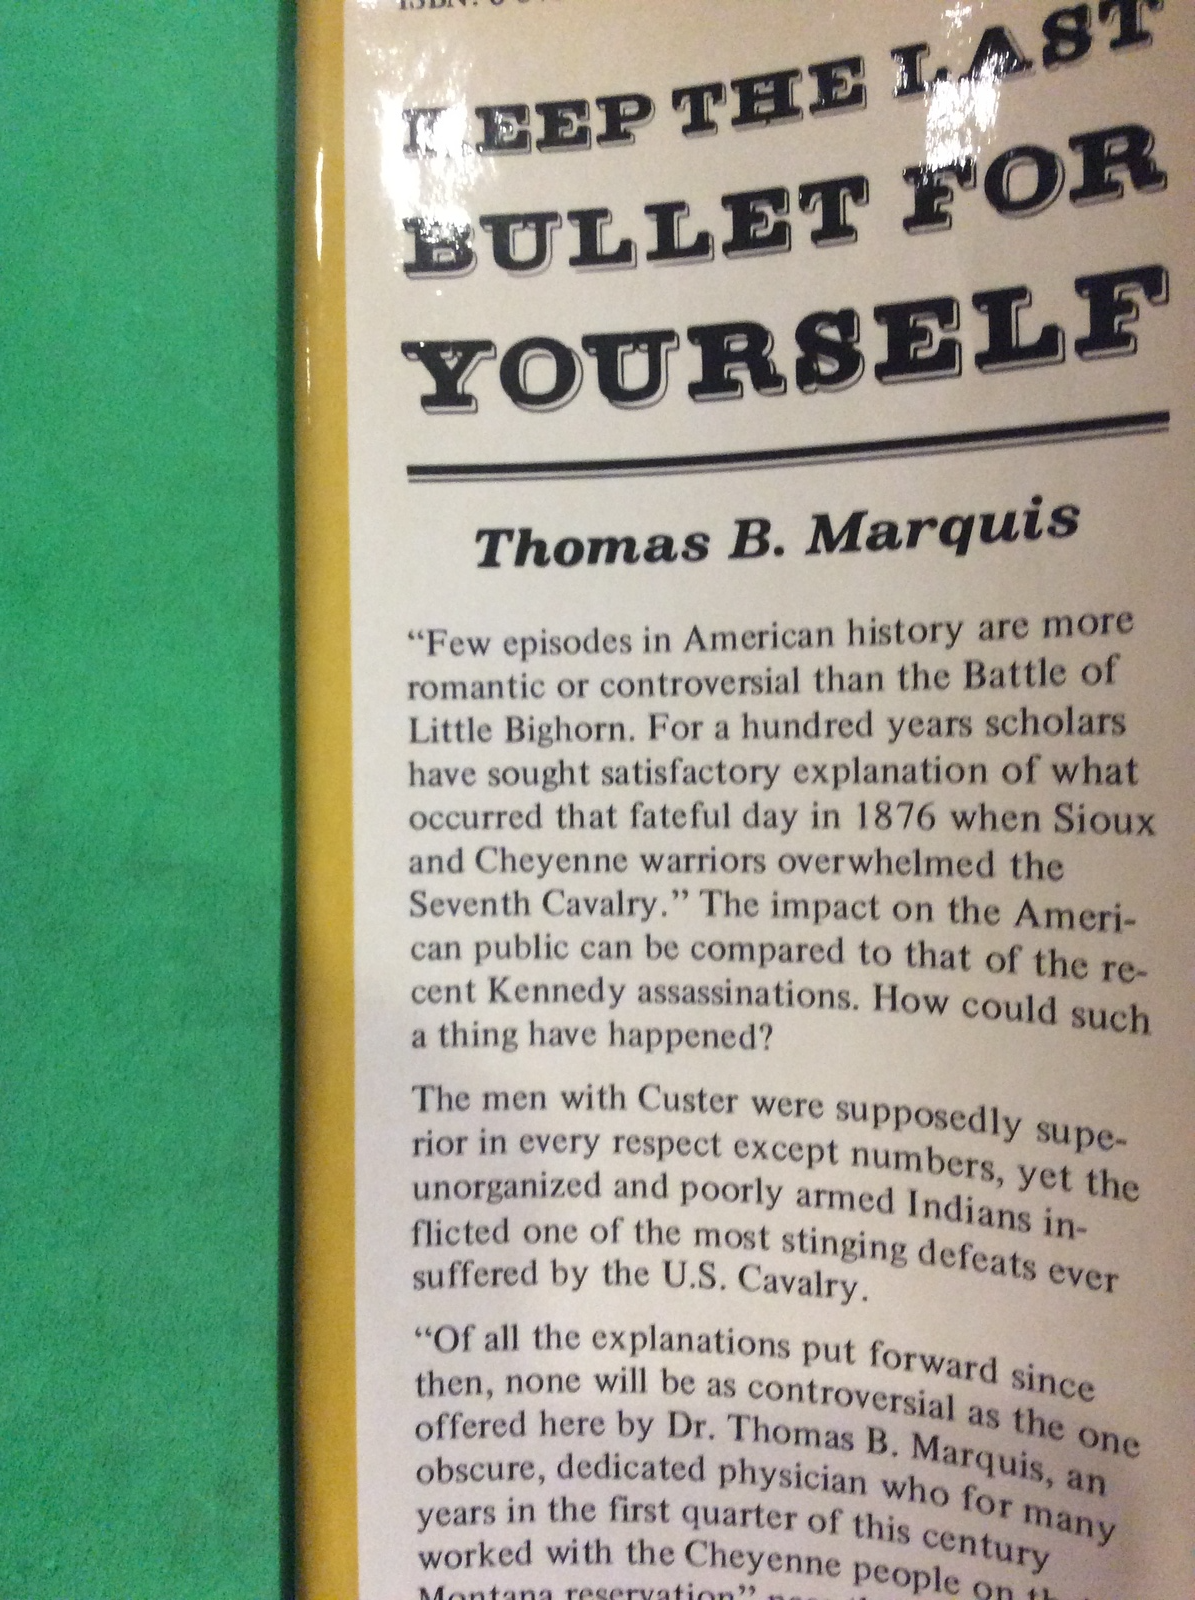 ISBN: 0
KEEP THE LAST
BULLET FOR
YOURSELF
Thomas B. Marquis
“Few episodes in American history are more
romantic or controversial than the Battle of
Little Bighorn. For a hundred years scholars
have sought satisfactory explanation of what
occurred that fateful day in 1876 when Sioux
and Cheyenne warriors overwhelmed the
Seventh Cavalry.” The impact on the Ameri-
can public can be compared to that of the re-
cent Kennedy assassinations. How could such
a thing have happened?
The men with Custer were supposedly supe-
rior in every respect except numbers, yet the
unorganized and poorly armed Indians in-
flicted one of the most stinging defeats ever
suffered by the U.S. Cavalry.
“Of all the explanations put forward since
then, none will be as controversial as the one
offered here by Dr. Thomas B. Marquis, an
obscure, dedicated physician who for many
years in the first quarter of this century
worked with the Cheyenne people on
Montana reservation”